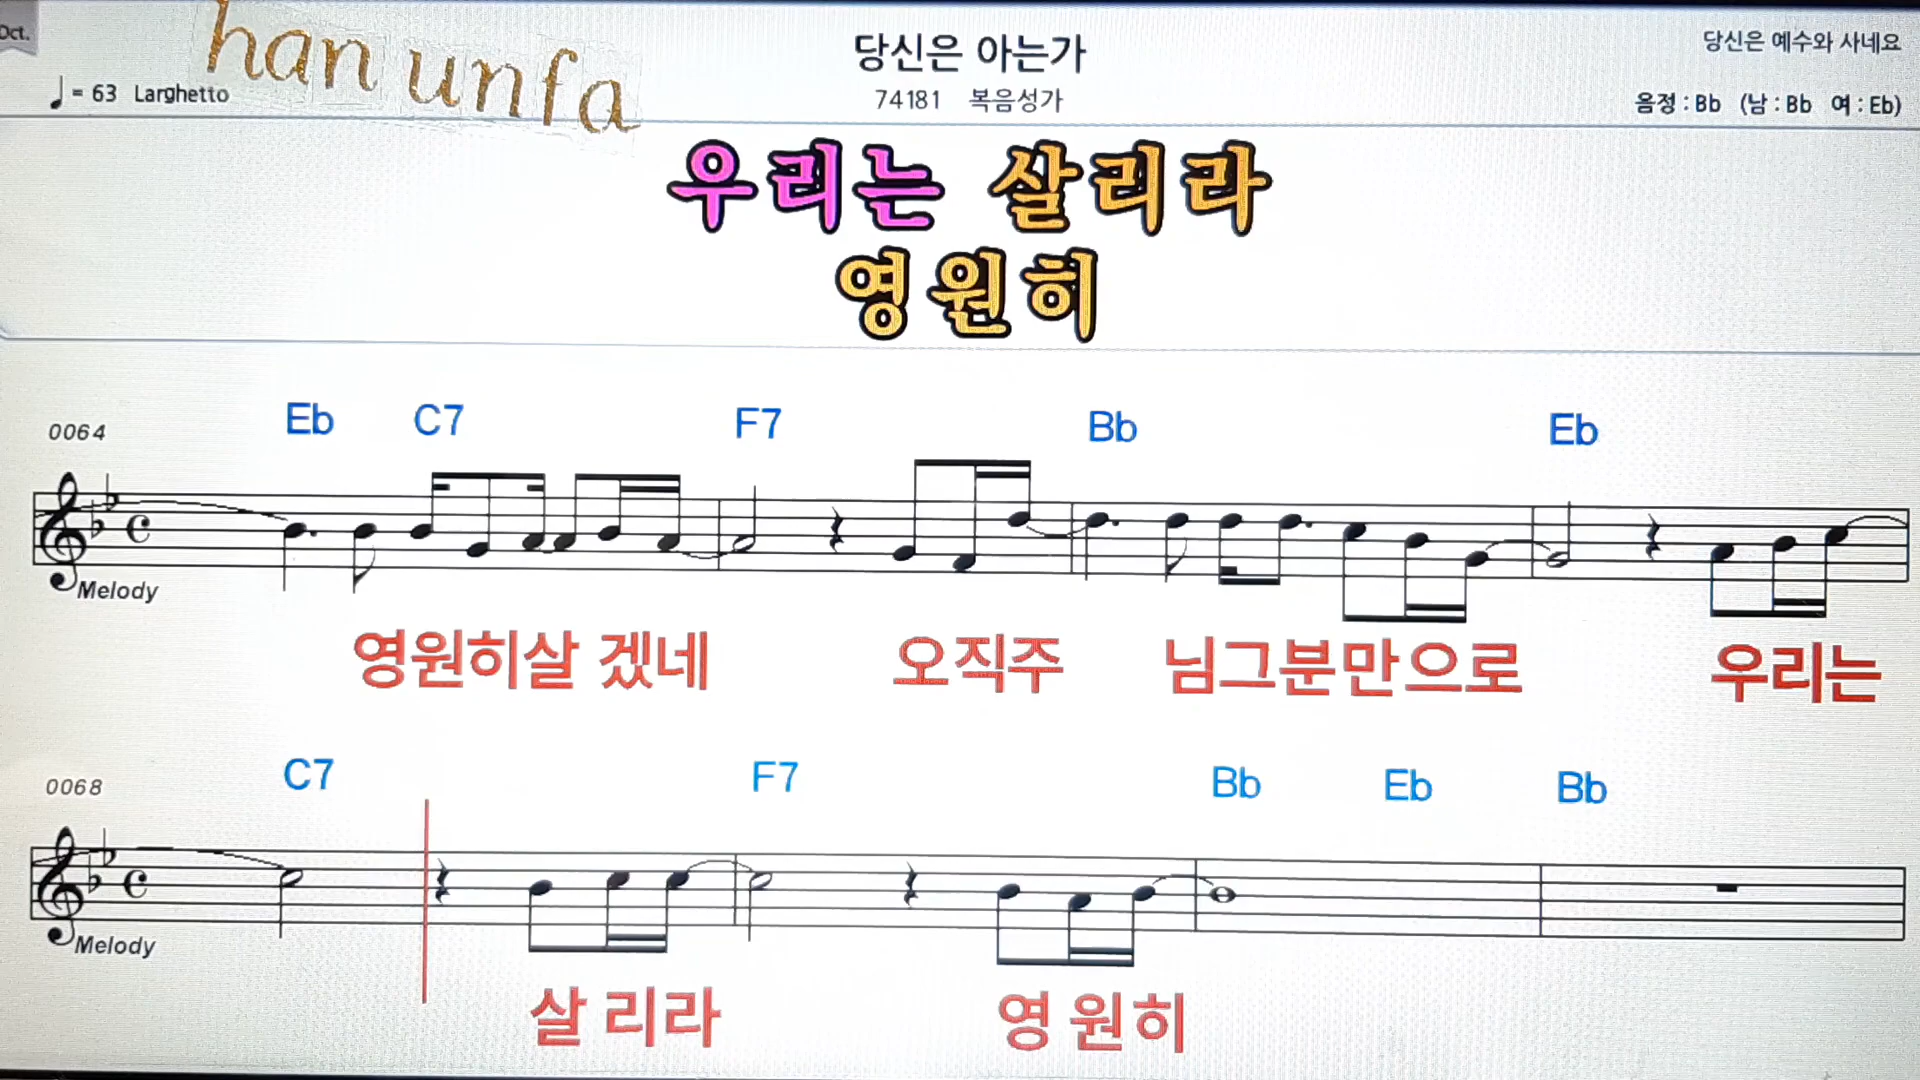 Oct.
han unfa
♩= 63 Larghetto
당신은 아는가
74181 복음성가
당신은 예수와 사네요
음정 : Bb (남 : Bb 여 : Eb)
우리는 살리라
영원히
0064
Eb C7 F7 Bb Eb
Melody
영원히살 겠네 오직주 님그분만으로 우리는
0068
C7 F7 Bb Eb Bb
Melody
살리라 영원히